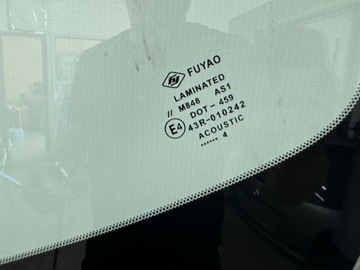 FUYAO
LAMINATED
// M848 AS1
DOT-459
E4 43R-010242
ACOUSTIC
...... 4